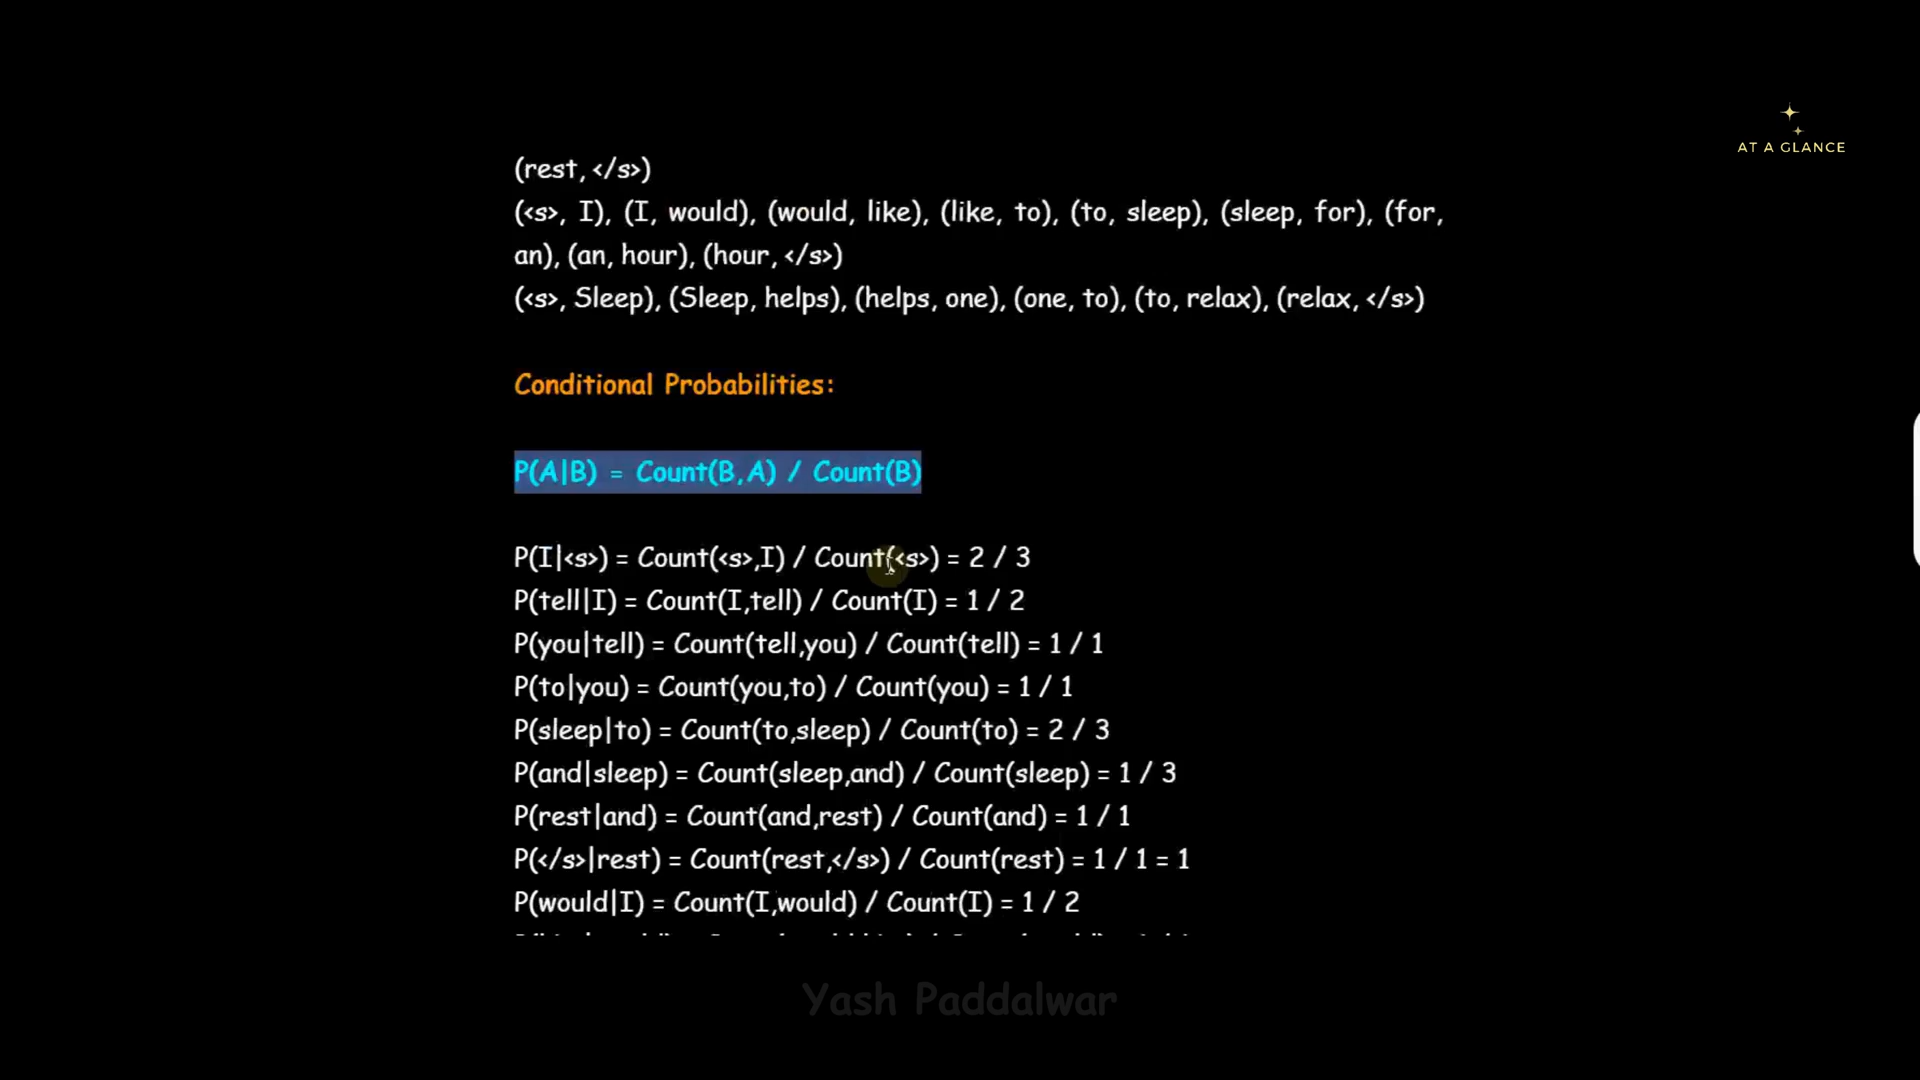 AT A GLANCE
(rest, </s>)
(<s>, I), (I, would), (would, like), (like, to), (to, sleep), (sleep, for), (for,
an), (an, hour), (hour, </s>)
(<s>, Sleep), (Sleep, helps), (helps, one), (one, to), (to, relax), (relax, </s>)
Conditional Probabilities:
P(A|B) = Count(B,A) / Count(B)
P(I|<s>) = Count(<s>,I) / Count(<s>) = 2 / 3
P(tell|I) = Count(I,tell) / Count(I) = 1 / 2
P(you|tell) = Count(tell,you) / Count(tell) = 1 / 1
P(to|you) = Count(you,to) / Count(you) = 1 / 1
P(sleep|to) = Count(to,sleep) / Count(to) = 2 / 3
P(and|sleep) = Count(sleep,and) / Count(sleep) = 1 / 3
P(rest|and) = Count(and,rest) / Count(and) = 1 / 1
P(</s>|rest) = Count(rest,</s>) / Count(rest) = 1 / 1 = 1
P(would|I) = Count(I,would) / Count(I) = 1 / 2
Yash Paddalwar